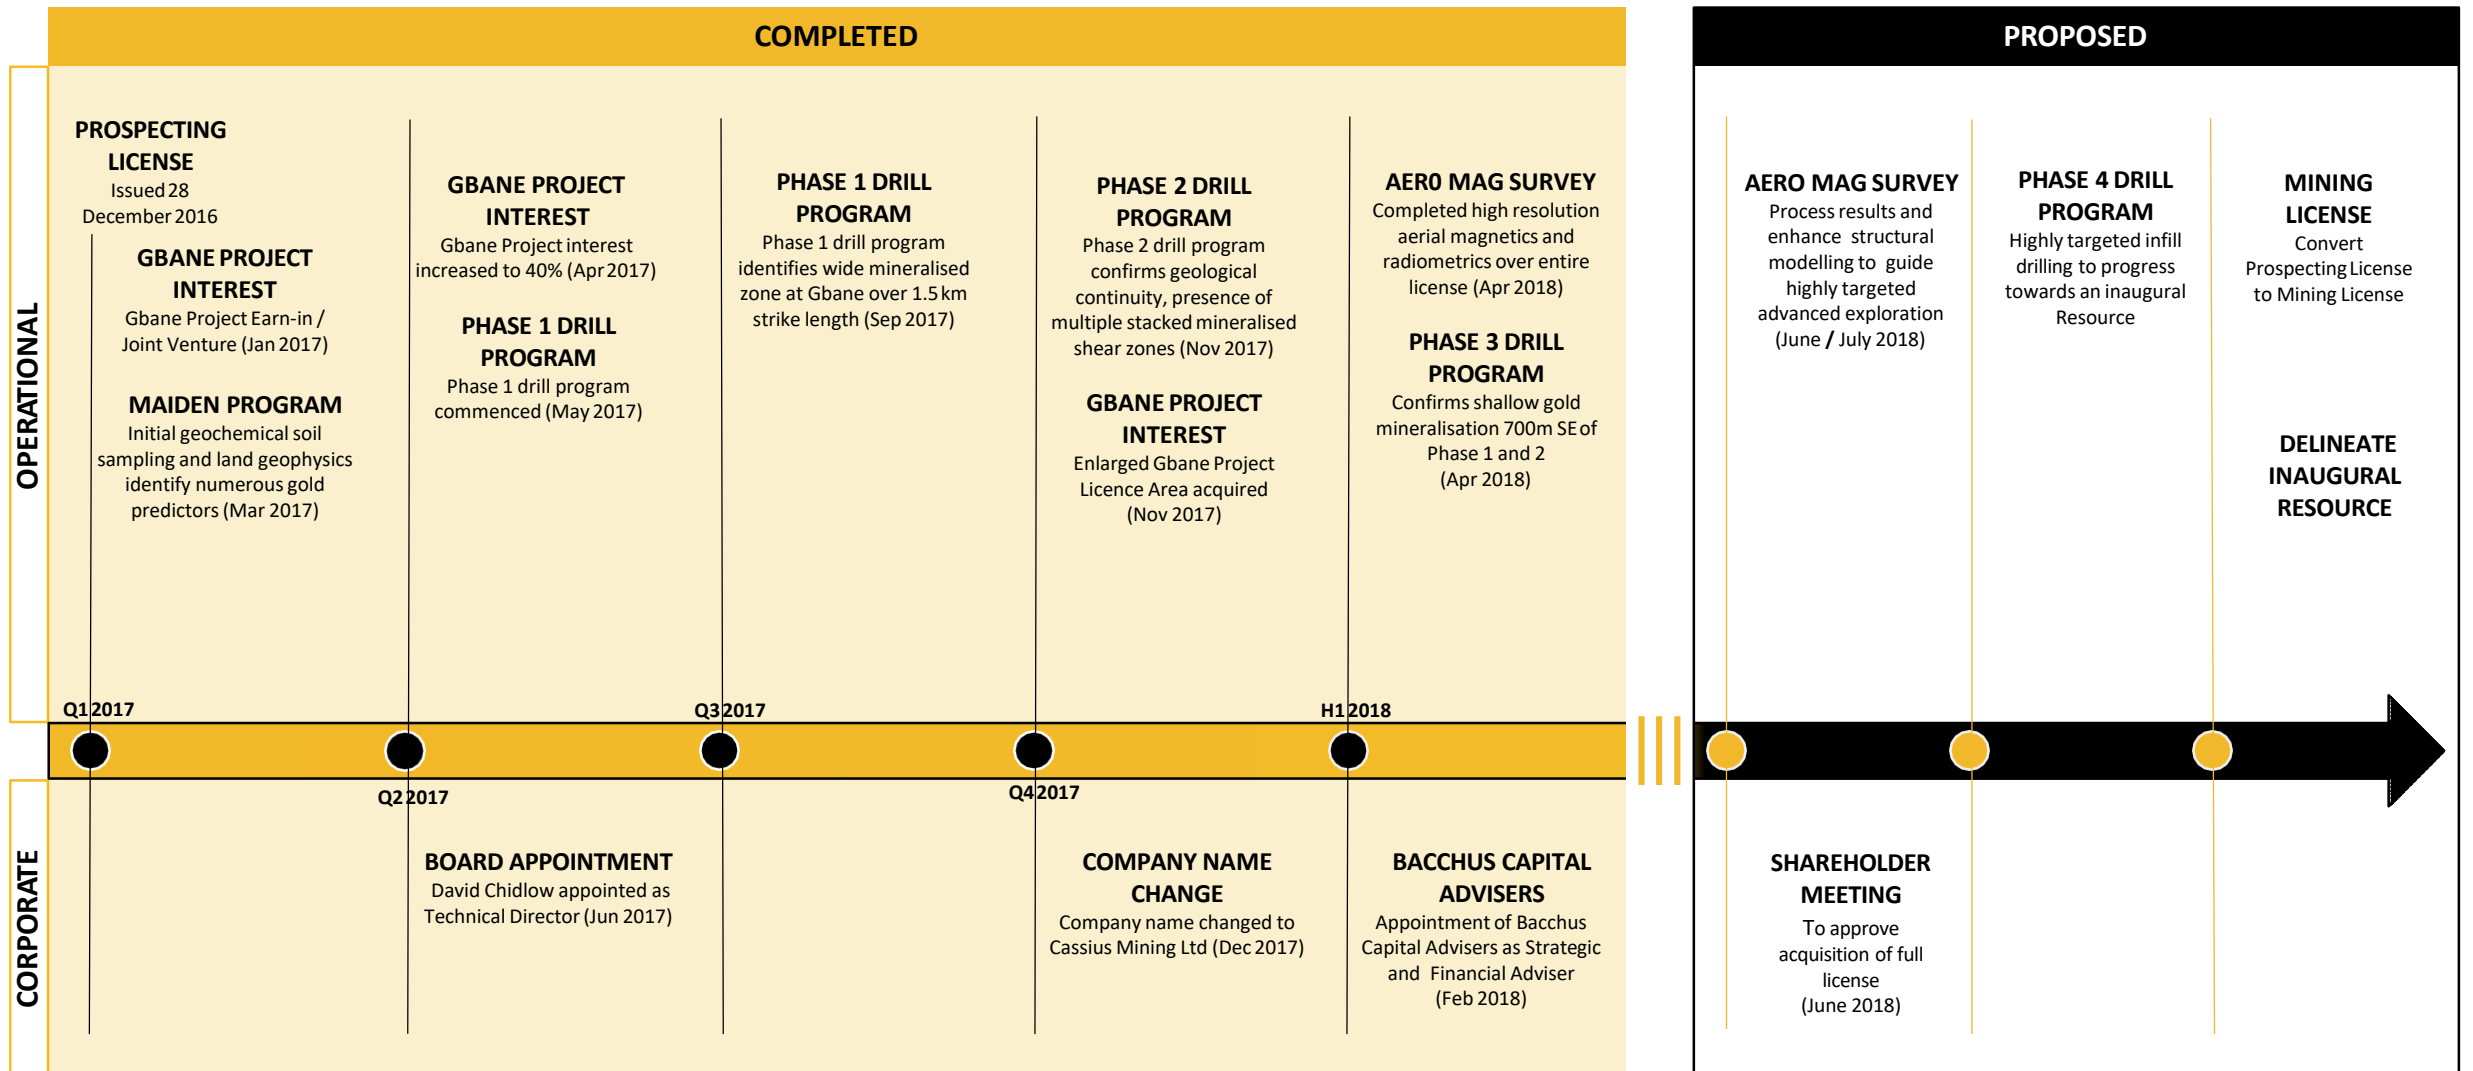 COMPLETED
PROPOSED
OPERATIONAL
PROSPECTING
LICENSE
Issued 28
December 2016
GBANE PROJECT
INTEREST
Gbane Project Earn-in /
Joint Venture (Jan 2017)
MAIDEN PROGRAM
Initial geochemical soil
sampling and land geophysics
identify numerous gold
predictors (Mar 2017)
GBANE PROJECT
INTEREST
Gbane Project interest
increased to 40% (Apr 2017)
PHASE 1 DRILL
PROGRAM
Phase 1 drill program
commenced (May 2017)
PHASE 1 DRILL
PROGRAM
Phase 1 drill program
identifies wide mineralised
zone at Gbane over 1.5 km
strike length (Sep 2017)
PHASE 2 DRILL
PROGRAM
Phase 2 drill program
confirms geological
continuity, presence of
multiple stacked mineralised
shear zones (Nov 2017)
GBANE PROJECT
INTEREST
Enlarged Gbane Project
Licence Area acquired
(Nov 2017)
AER0 MAG SURVEY
Completed high resolution
aerial magnetics and
radiometrics over entire
license (Apr 2018)
PHASE 3 DRILL
PROGRAM
Confirms shallow gold
mineralisation 700m SE of
Phase 1 and 2
(Apr 2018)
AERO MAG SURVEY
Process results and
enhance structural
modelling to guide
highly targeted
advanced exploration
(June / July 2018)
PHASE 4 DRILL
PROGRAM
Highly targeted infill
drilling to progress
towards an inaugural
Resource
MINING
LICENSE
Convert
Prospecting License
to Mining License
DELINEATE
INAUGURAL
RESOURCE
Q1 2017
Q2 2017
Q3 2017
Q4 2017
H1 2018
CORPORATE
BOARD APPOINTMENT
David Chidlow appointed as
Technical Director (Jun 2017)
COMPANY NAME
CHANGE
Company name changed to
Cassius Mining Ltd (Dec 2017)
BACCHUS CAPITAL
ADVISERS
Appointment of Bacchus
Capital Advisers as Strategic
and Financial Adviser
(Feb 2018)
SHAREHOLDER
MEETING
To approve
acquisition of full
license
(June 2018)